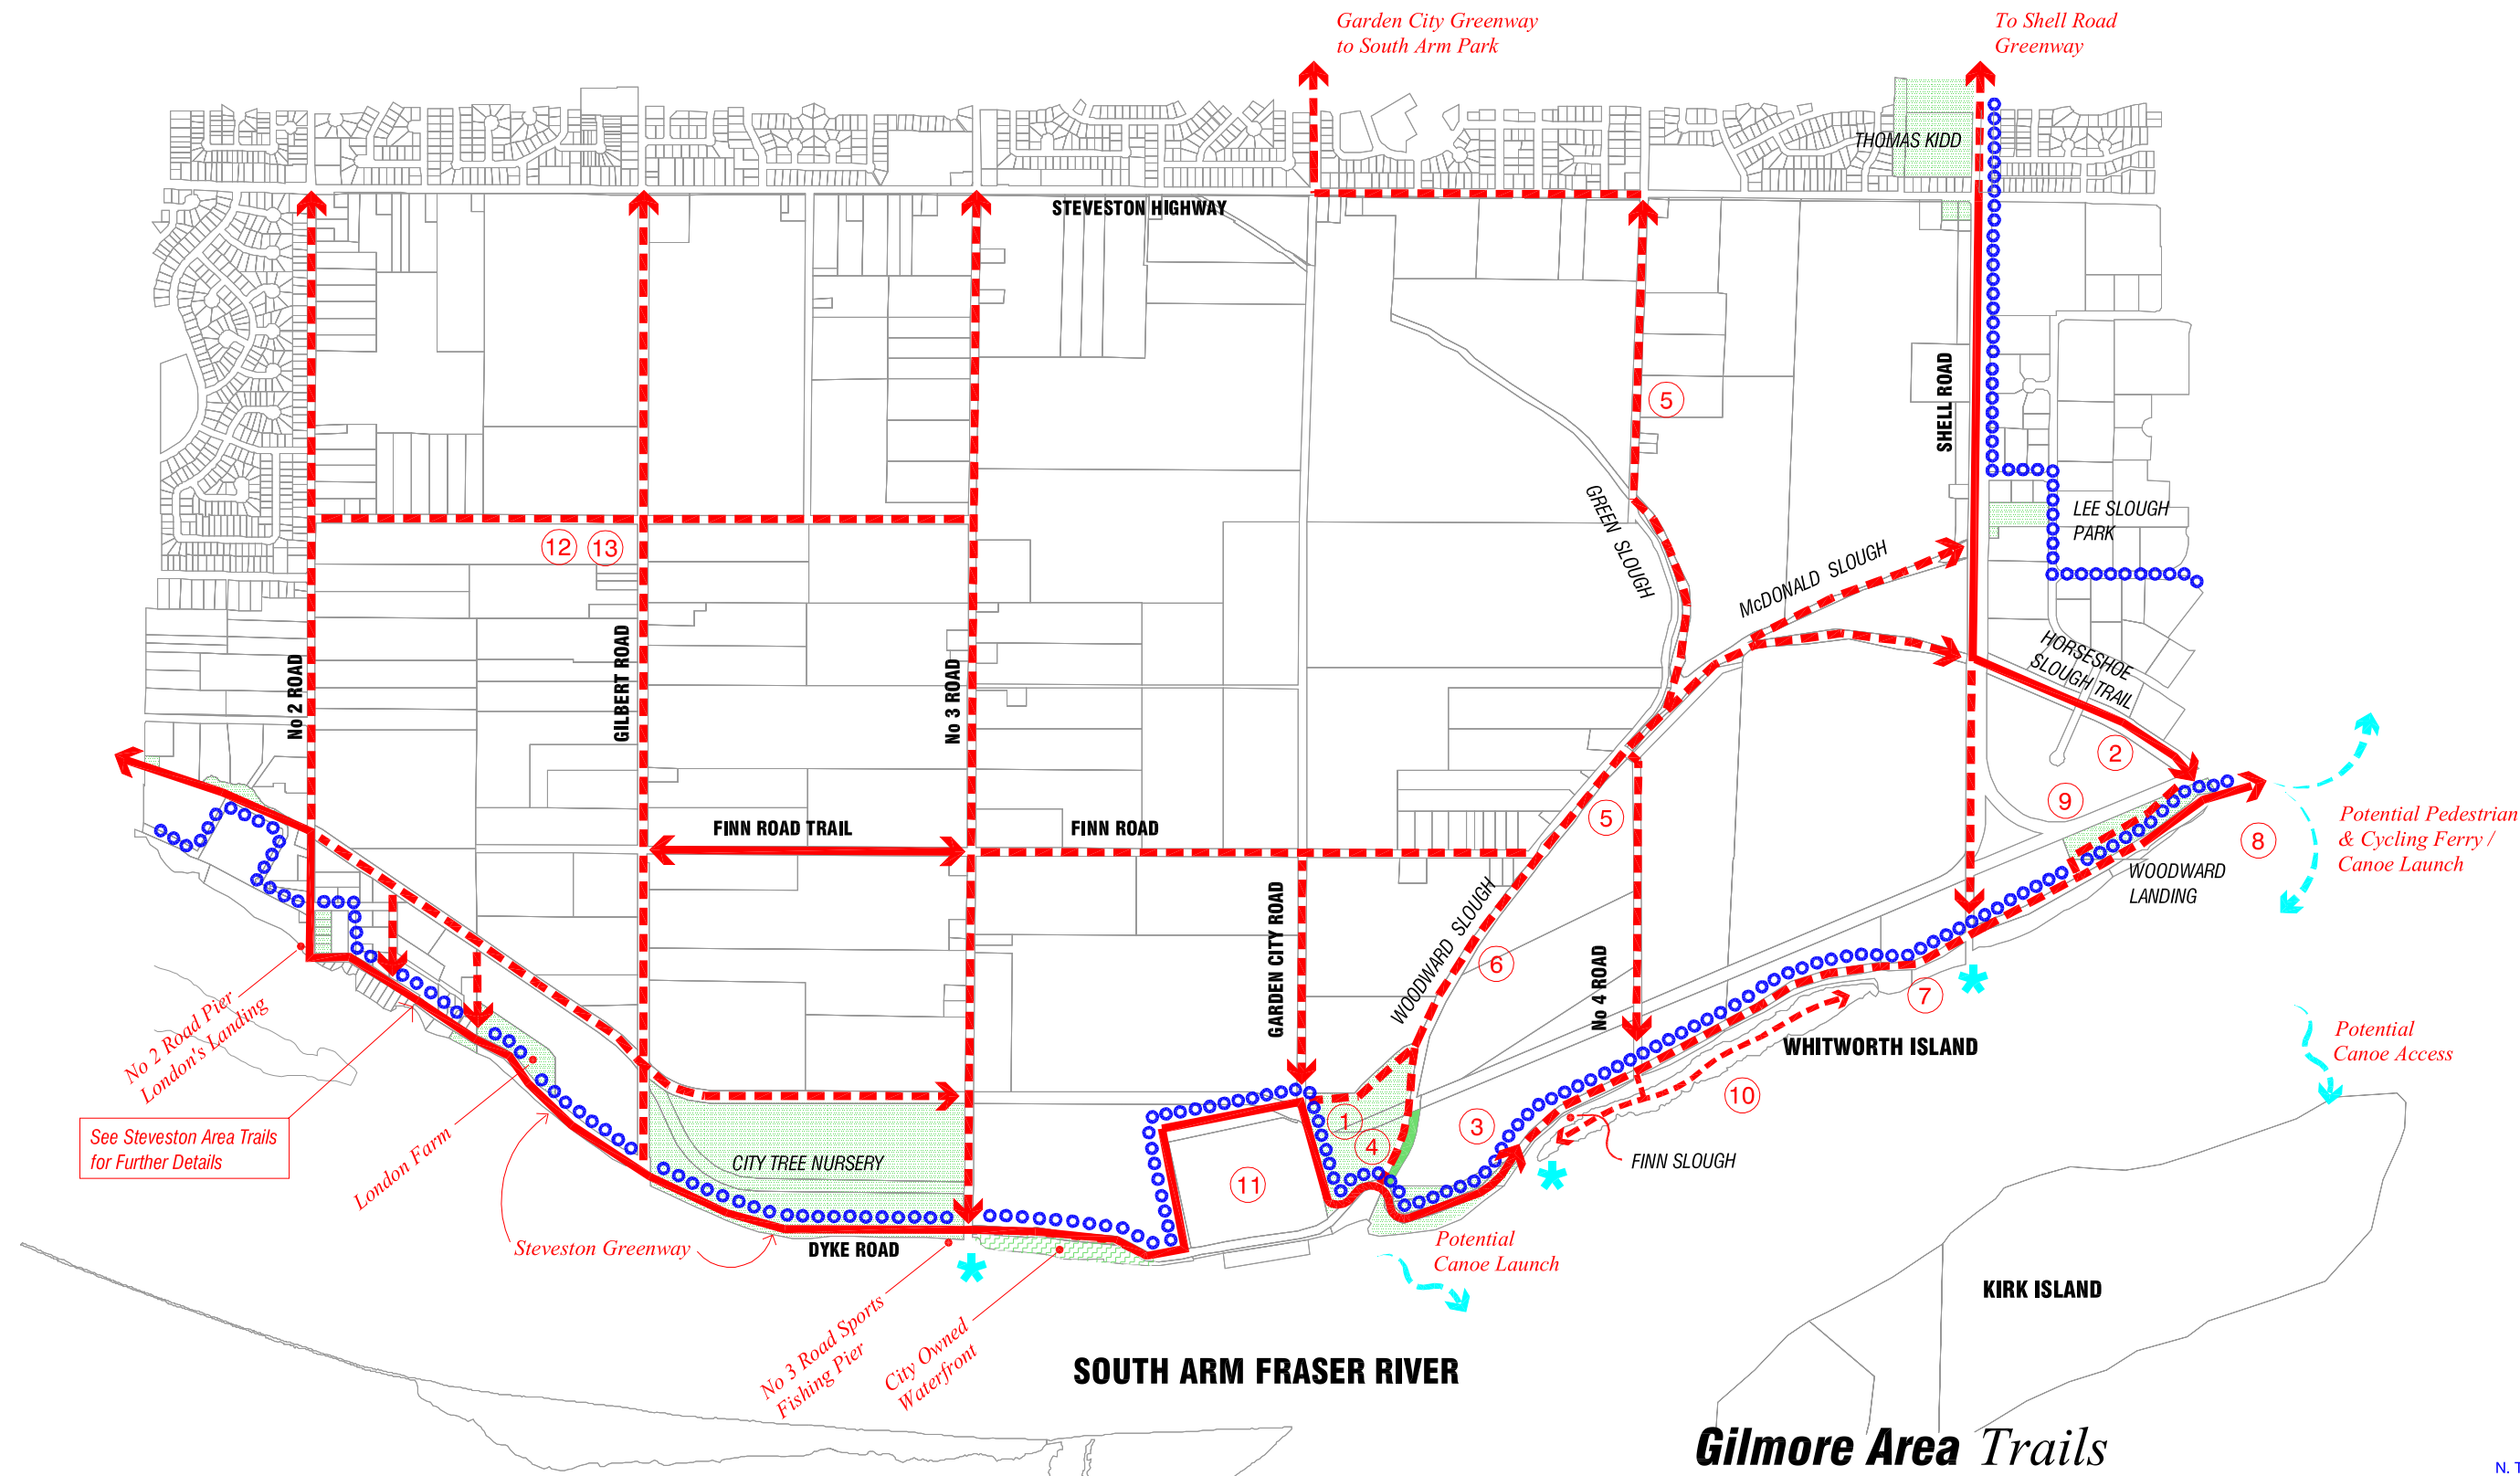 Garden City Greenway
to South Arm Park
To Shell Road
Greenway
THOMAS KIDD
STEVESTON HIGHWAY
SHELL ROAD
5
GREEN SLOUGH
LEE SLOUGH
PARK
12
13
McDONALD SLOUGH
No 2 ROAD
GILBERT ROAD
No 3 ROAD
HORSESHOE
SLOUGH TRAIL
2
9
5
8
Potential Pedestrian
& Cycling Ferry /
Canoe Launch
FINN ROAD TRAIL
FINN ROAD
WOODWARD
LANDING
GARDEN CITY ROAD
WOODWARD SLOUGH
6
No 4 ROAD
7
No 2 Road Pier
London's Landing
WHITWORTH ISLAND
Potential
Canoe Access
10
See Steveston Area Trails
for Further Details
London Farm
1
4
3
FINN SLOUGH
CITY TREE NURSERY
11
Steveston Greenway
DYKE ROAD
Potential
Canoe Launch
No 3 Road Sports
Fishing Pier
City Owned
Waterfront
KIRK ISLAND
SOUTH ARM FRASER RIVER
Gilmore Area Trails